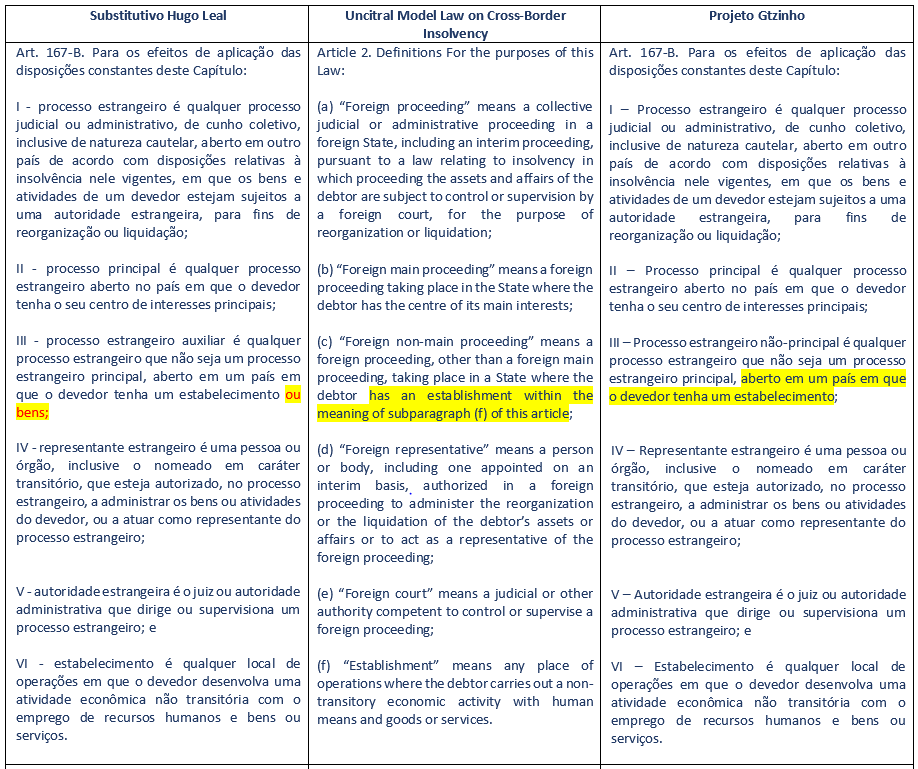 Substitutivo Hugo Leal
Uncitral Model Law on Cross-Border
Insolvency
Projeto Gtzinho
Art. 167-B. Para os efeitos de aplicação das
disposições constantes deste Capítulo:
I - processo estrangeiro é qualquer processo
judicial ou administrativo, de cunho coletivo,
inclusive de natureza cautelar, aberto em outro
país de acordo com disposições relativas à
insolvência nele vigentes, em que os bens e
atividades de um devedor estejam sujeitos a
uma autoridade estrangeira, para fins de
reorganização ou liquidação;
II - processo principal é qualquer processo
estrangeiro aberto no país em que o devedor
tenha o seu centro de interesses principais;
III - processo estrangeiro auxiliar é qualquer
processo estrangeiro que não seja um processo
estrangeiro principal, aberto em um país em
que o devedor tenha um estabelecimento ou
bens;
IV - representante estrangeiro é uma pessoa ou
órgão, inclusive o nomeado em caráter
transitório, que esteja autorizado, no processo
estrangeiro, a administrar os bens ou atividades
do devedor, ou a atuar como representante do
processo estrangeiro;
V - autoridade estrangeira é o juiz ou autoridade
administrativa que dirige ou supervisiona um
processo estrangeiro; e
VI - estabelecimento é qualquer local de
operações em que o devedor desenvolva uma
atividade econômica não transitória com o
emprego de recursos humanos e bens ou
serviços.
Article 2. Definitions For the purposes of this
Law:
(a) “Foreign proceeding” means a collective
judicial or administrative proceeding in a
foreign State, including an interim proceeding,
pursuant to a law relating to insolvency in
which proceeding the assets and affairs of the
debtor are subject to control or supervision by
a foreign court, for the purpose of
reorganization or liquidation;
(b) “Foreign main proceeding” means a foreign
proceeding taking place in the State where the
debtor has the centre of its main interests;
(c) “Foreign non-main proceeding” means a
foreign proceeding, other than a foreign main
proceeding, taking place in a State where the
debtor has an establishment within the
meaning of subparagraph (f) of this article;
(d) “Foreign representative” means a person
or body, including one appointed on an
interim basis, authorized in a foreign
proceeding to administer the reorganization
or the liquidation of the debtor’s assets or
affairs or to act as a representative of the
foreign proceeding;
(e) “Foreign court” means a judicial or other
authority competent to control or supervise a
foreign proceeding;
(f) “Establishment” means any place of
operations where the debtor carries out a non-
transitory economic activity with human
means and goods or services.
Art. 167-B. Para os efeitos de aplicação das
disposições constantes deste Capítulo:
I – Processo estrangeiro é qualquer processo
judicial ou administrativo, de cunho coletivo,
inclusive de natureza cautelar, aberto em outro
país de acordo com disposições relativas à
insolvência nele vigentes, em que os bens e
atividades de um devedor estejam sujeitos a uma
autoridade estrangeira, para fins de
reorganização ou liquidação;
II – Processo principal é qualquer processo
estrangeiro aberto no país em que o devedor
tenha o seu centro de interesses principais;
III – Processo estrangeiro não-principal é qualquer
processo estrangeiro que não seja um processo
estrangeiro principal, aberto em um país em que
o devedor tenha um estabelecimento;
IV – Representante estrangeiro é uma pessoa ou
órgão, inclusive o nomeado em caráter
transitório, que esteja autorizado, no processo
estrangeiro, a administrar os bens ou atividades
do devedor, ou a atuar como representante do
processo estrangeiro;
V – Autoridade estrangeira é o juiz ou autoridade
administrativa que dirige ou supervisiona um
processo estrangeiro; e
VI – Estabelecimento é qualquer local de
operações em que o devedor desenvolva uma
atividade econômica não transitória com o
emprego de recursos humanos e bens ou
serviços.